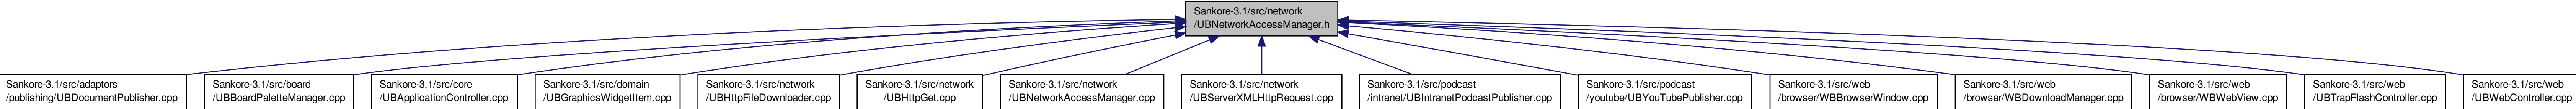 Sankore-3.1/src/network
/UBNetworkAccessManager.h
Sankore-3.1/src/adaptors
/publishing/UBDocumentPublisher.cpp
Sankore-3.1/src/board
/UBBoardPaletteManager.cpp
Sankore-3.1/src/core
/UBApplicationController.cpp
Sankore-3.1/src/domain
/UBGraphicsWidgetItem.cpp
Sankore-3.1/src/network
/UBHttpFileDownloader.cpp
Sankore-3.1/src/network
/UBHttpGet.cpp
Sankore-3.1/src/network
/UBNetworkAccessManager.cpp
Sankore-3.1/src/network
/UBServerXMLHttpRequest.cpp
Sankore-3.1/src/podcast
/intranet/UBIntranetPodcastPublisher.cpp
Sankore-3.1/src/podcast
/youtube/UBYouTubePublisher.cpp
Sankore-3.1/src/web
/browser/WBBrowserWindow.cpp
Sankore-3.1/src/web
/browser/WBDownloadManager.cpp
Sankore-3.1/src/web
/browser/WBWebView.cpp
Sankore-3.1/src/web
/UBTrapFlashController.cpp
Sankore-3.1/src/web
/UBWebController.cpp